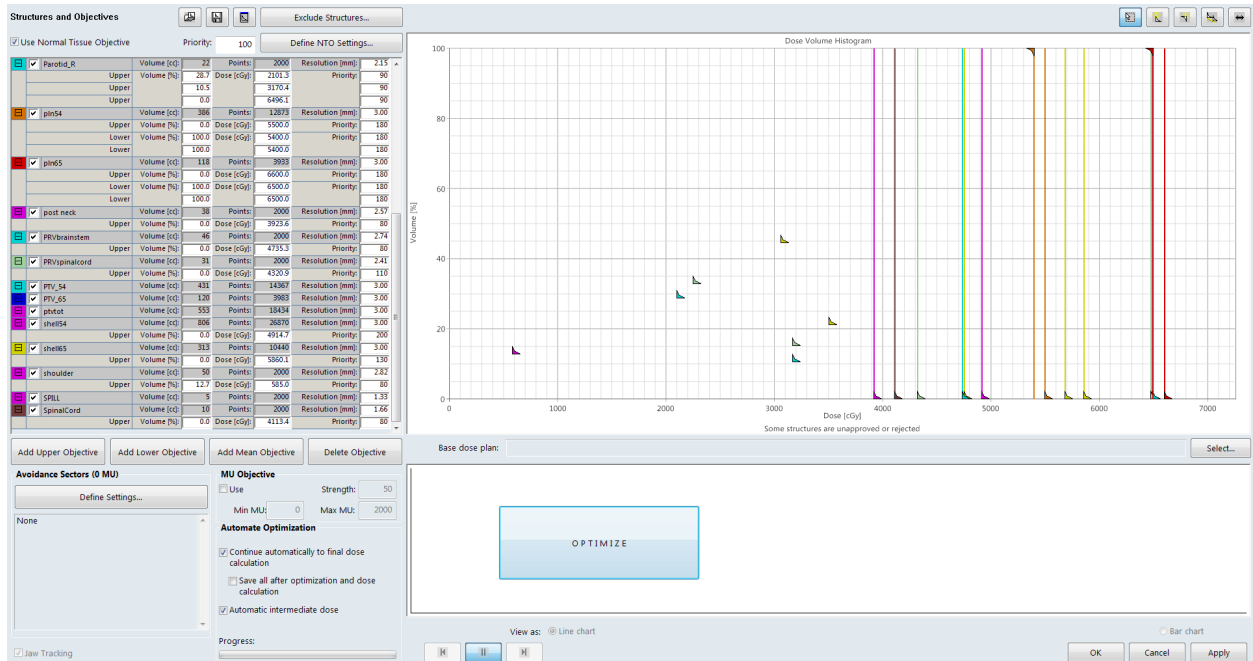 Structures and Objectives
Exclude Structures...
Use Normal Tissue Objective Priority: 100 Define NTO Settings...
Parotid_R Volume [cc]: 22 Points: 2000 Resolution [mm]: 2.15
Upper Volume [%]: 28.7 Dose [cGy]: 2101.3 Priority: 90
Upper 10.5 3170.4 90
Upper 0.0 6496.1 90
pln54 Volume [cc]: 386 Points: 12873 Resolution [mm]: 3.00
Upper Volume [%]: 0.0 Dose [cGy]: 5500.0 Priority: 180
Lower Volume [%]: 100.0 Dose [cGy]: 5400.0 Priority: 180
Lower 100.0 5400.0 180
pln65 Volume [cc]: 118 Points: 3933 Resolution [mm]: 3.00
Upper Volume [%]: 0.0 Dose [cGy]: 6600.0 Priority: 180
Lower Volume [%]: 100.0 Dose [cGy]: 6500.0 Priority: 180
Lower 100.0 6500.0 180
post neck Volume [cc]: 38 Points: 2000 Resolution [mm]: 2.57
Upper Volume [%]: 0.0 Dose [cGy]: 3923.6 Priority: 80
PRVbrainstem Volume [cc]: 46 Points: 2000 Resolution [mm]: 2.74
Upper Volume [%]: 0.0 Dose [cGy]: 4735.3 Priority: 80
PRVspinalcord Volume [cc]: 31 Points: 2000 Resolution [mm]: 2.41
Upper Volume [%]: 0.0 Dose [cGy]: 4320.9 Priority: 110
PTV_54 Volume [cc]: 431 Points: 14367 Resolution [mm]: 3.00
PTV_65 Volume [cc]: 120 Points: 3983 Resolution [mm]: 3.00
ptvtot Volume [cc]: 553 Points: 18434 Resolution [mm]: 3.00
shell54 Volume [cc]: 806 Points: 26870 Resolution [mm]: 3.00
Upper Volume [%]: 0.0 Dose [cGy]: 4914.7 Priority: 200
shell65 Volume [cc]: 313 Points: 10440 Resolution [mm]: 3.00
Upper Volume [%]: 0.0 Dose [cGy]: 5860.1 Priority: 130
shoulder Volume [cc]: 50 Points: 2000 Resolution [mm]: 2.82
Upper Volume [%]: 12.7 Dose [cGy]: 585.0 Priority: 80
SPILL Volume [cc]: 5 Points: 2000 Resolution [mm]: 1.33
SpinalCord Volume [cc]: 10 Points: 2000 Resolution [mm]: 1.66
Upper Volume [%]: 0.0 Dose [cGy]: 4113.4 Priority: 80
Add Upper Objective Add Lower Objective Add Mean Objective Delete Objective
Avoidance Sectors (0 MU)
Define Settings...
None
Jaw Tracking
MU Objective
Use Strength: 50
Min MU: 0 Max MU: 2000
Automate Optimization
Continue automatically to final dose
calculation
Save all after optimization and dose
calculation
Automatic intermediate dose
Progress:
Dose Volume Histogram
100
80
60
40
20
0
Volume [%]
0 1000 2000 3000 4000 5000 6000 7000
Dose [cGy]
Some structures are unapproved or rejected
Base dose plan: Select...
OPTIMIZE
View as: Line chart Bar chart
OK Cancel Apply